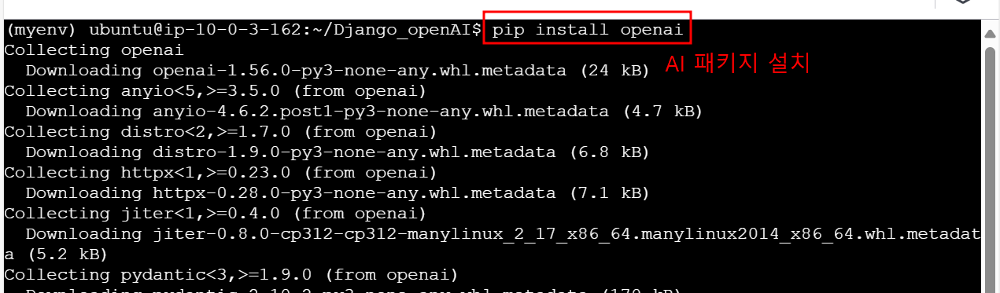 (myenv) ubuntu@ip-10-0-3-162:~/Django_openAI$ pip install openai
Collecting openai
Downloading openai-1.56.0-py3-none-any.whl.metadata (24 kB)
AI 패키지 설치
Collecting anyio<5,>=3.5.0 (from openai)
Downloading anyio-4.6.2.post1-py3-none-any.whl.metadata (4.7 kB)
Collecting distro<2,>=1.7.0 (from openai)
Downloading distro-1.9.0-py3-none-any.whl.metadata (6.8 kB)
Collecting httpx<1,>=0.23.0 (from openai)
Downloading httpx-0.28.0-py3-none-any.whl.metadata (7.1 kB)
Collecting jiter<1,>=0.4.0 (from openai)
Downloading jiter-0.8.0-cp312-cp312-manylinux_2_17_x86_64.manylinux2014_x86_64.whl.metadat
a (5.2 kB)
Collecting pydantic<3,>=1.9.0 (from openai)